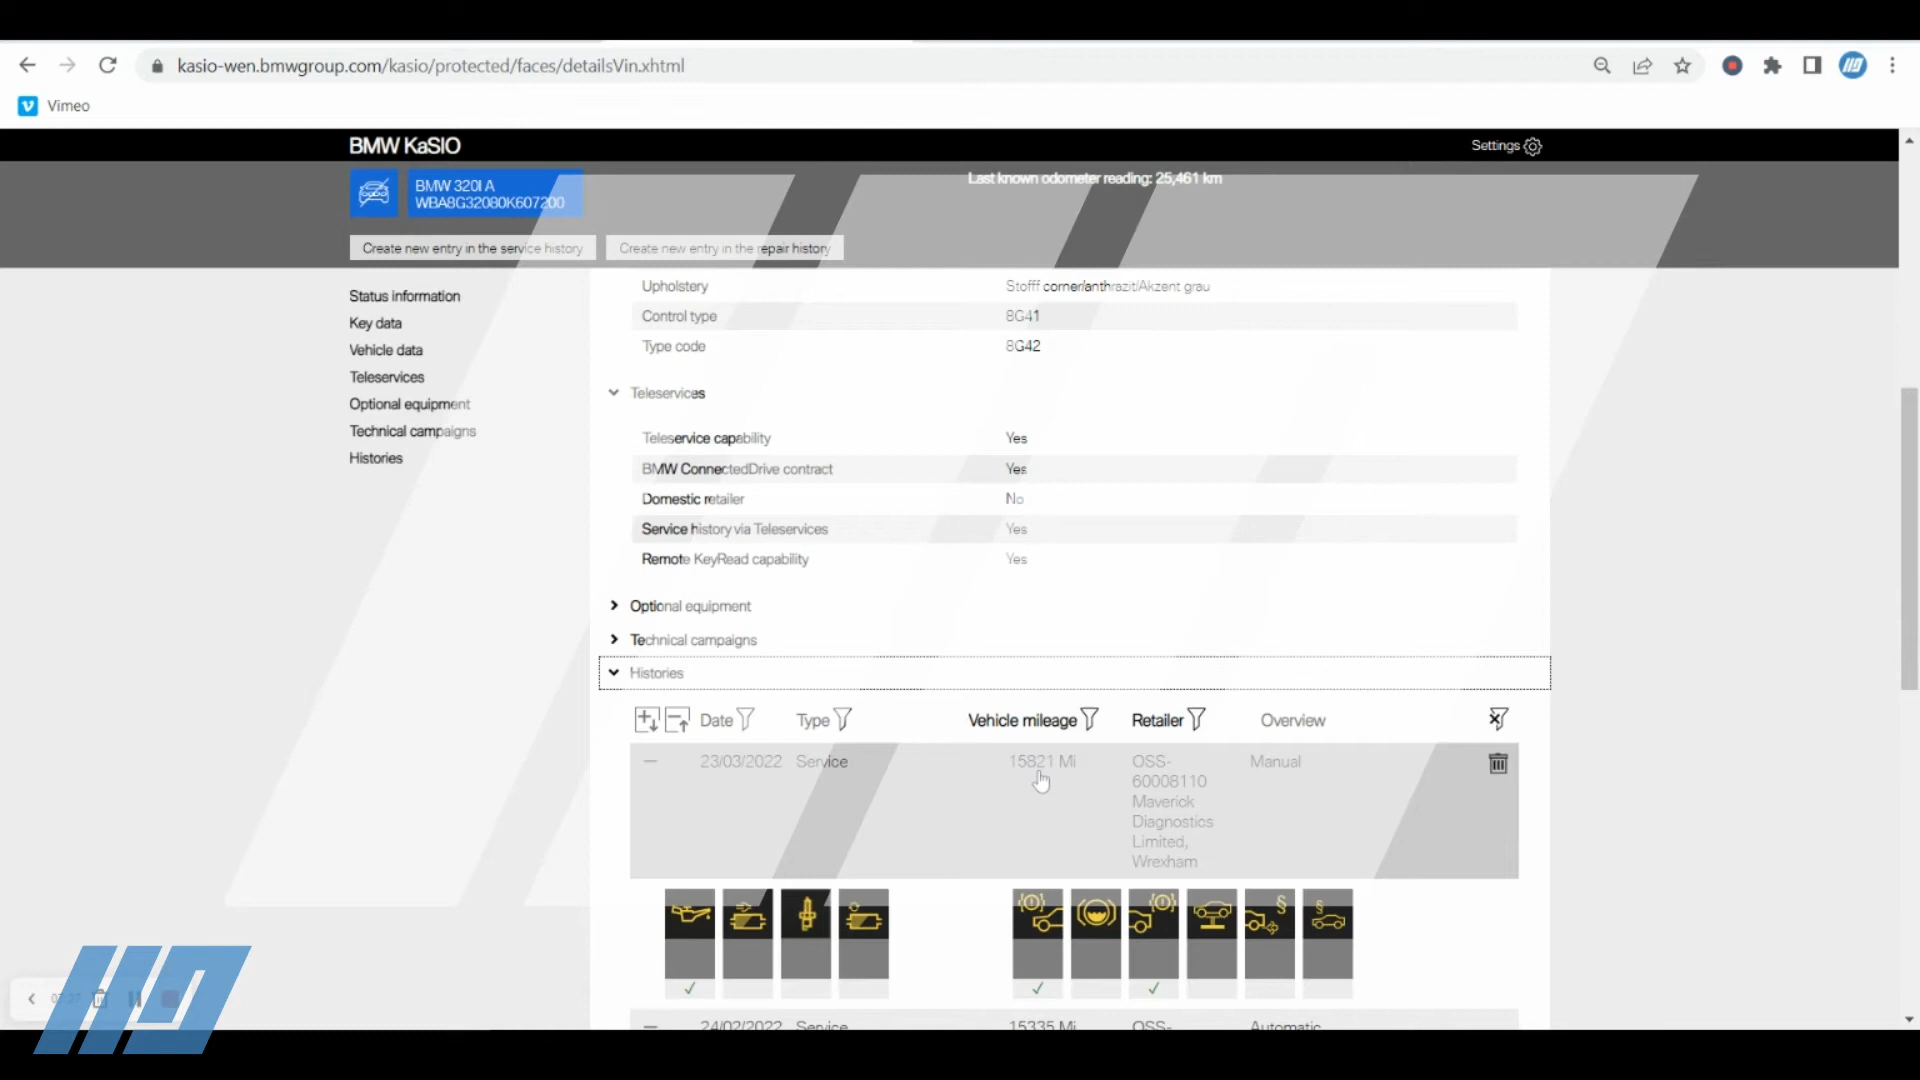 kasio-wen.bmwgroup.com/kasio/protected/faces/detailsVin.xhtml
Vimeo
BMW KaSIO
Settings
BMW 320I A
WBA8G32080K607200
Last known odometer reading: 25,461 km
Create new entry in the service history
Create new entry in the repair history
Status information
Key data
Vehicle data
Teleservices
Optional equipment
Technical campaigns
Histories
Upholstery
Stofff corner/anthrazit/Akzent grau
Control type
8G41
Type code
8G42
Teleservices
Teleservice capability
Yes
BMW ConnectedDrive contract
Yes
Domestic retailer
No
Service history via Teleservices
Yes
Remote KeyRead capability
Yes
Optional equipment
Technical campaigns
Histories
Date
Type
Vehicle mileage
Retailer
Overview
23/03/2022
Service
15821 Mi
OSS-
60008110
Maverick
Diagnostics
Limited,
Wrexham
Manual
24/02/2022
Service
15335 Mi
OSS-
Automatic